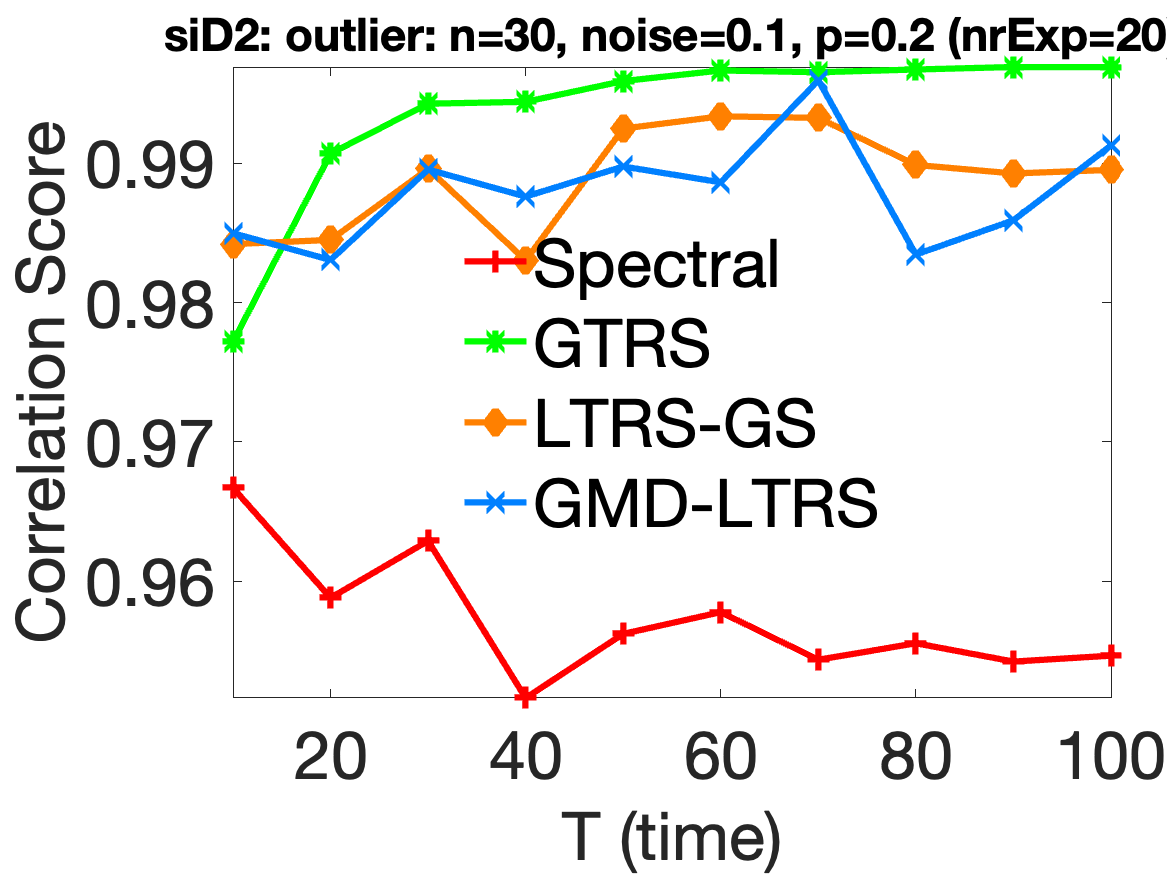 siD2: outlier: n=30, noise=0.1, p=0.2 (nrExp=20)
Correlation Score
0.99
0.98
0.97
0.96
Spectral
GTRS
LTRS-GS
GMD-LTRS
20 40 60 80 100
T (time)